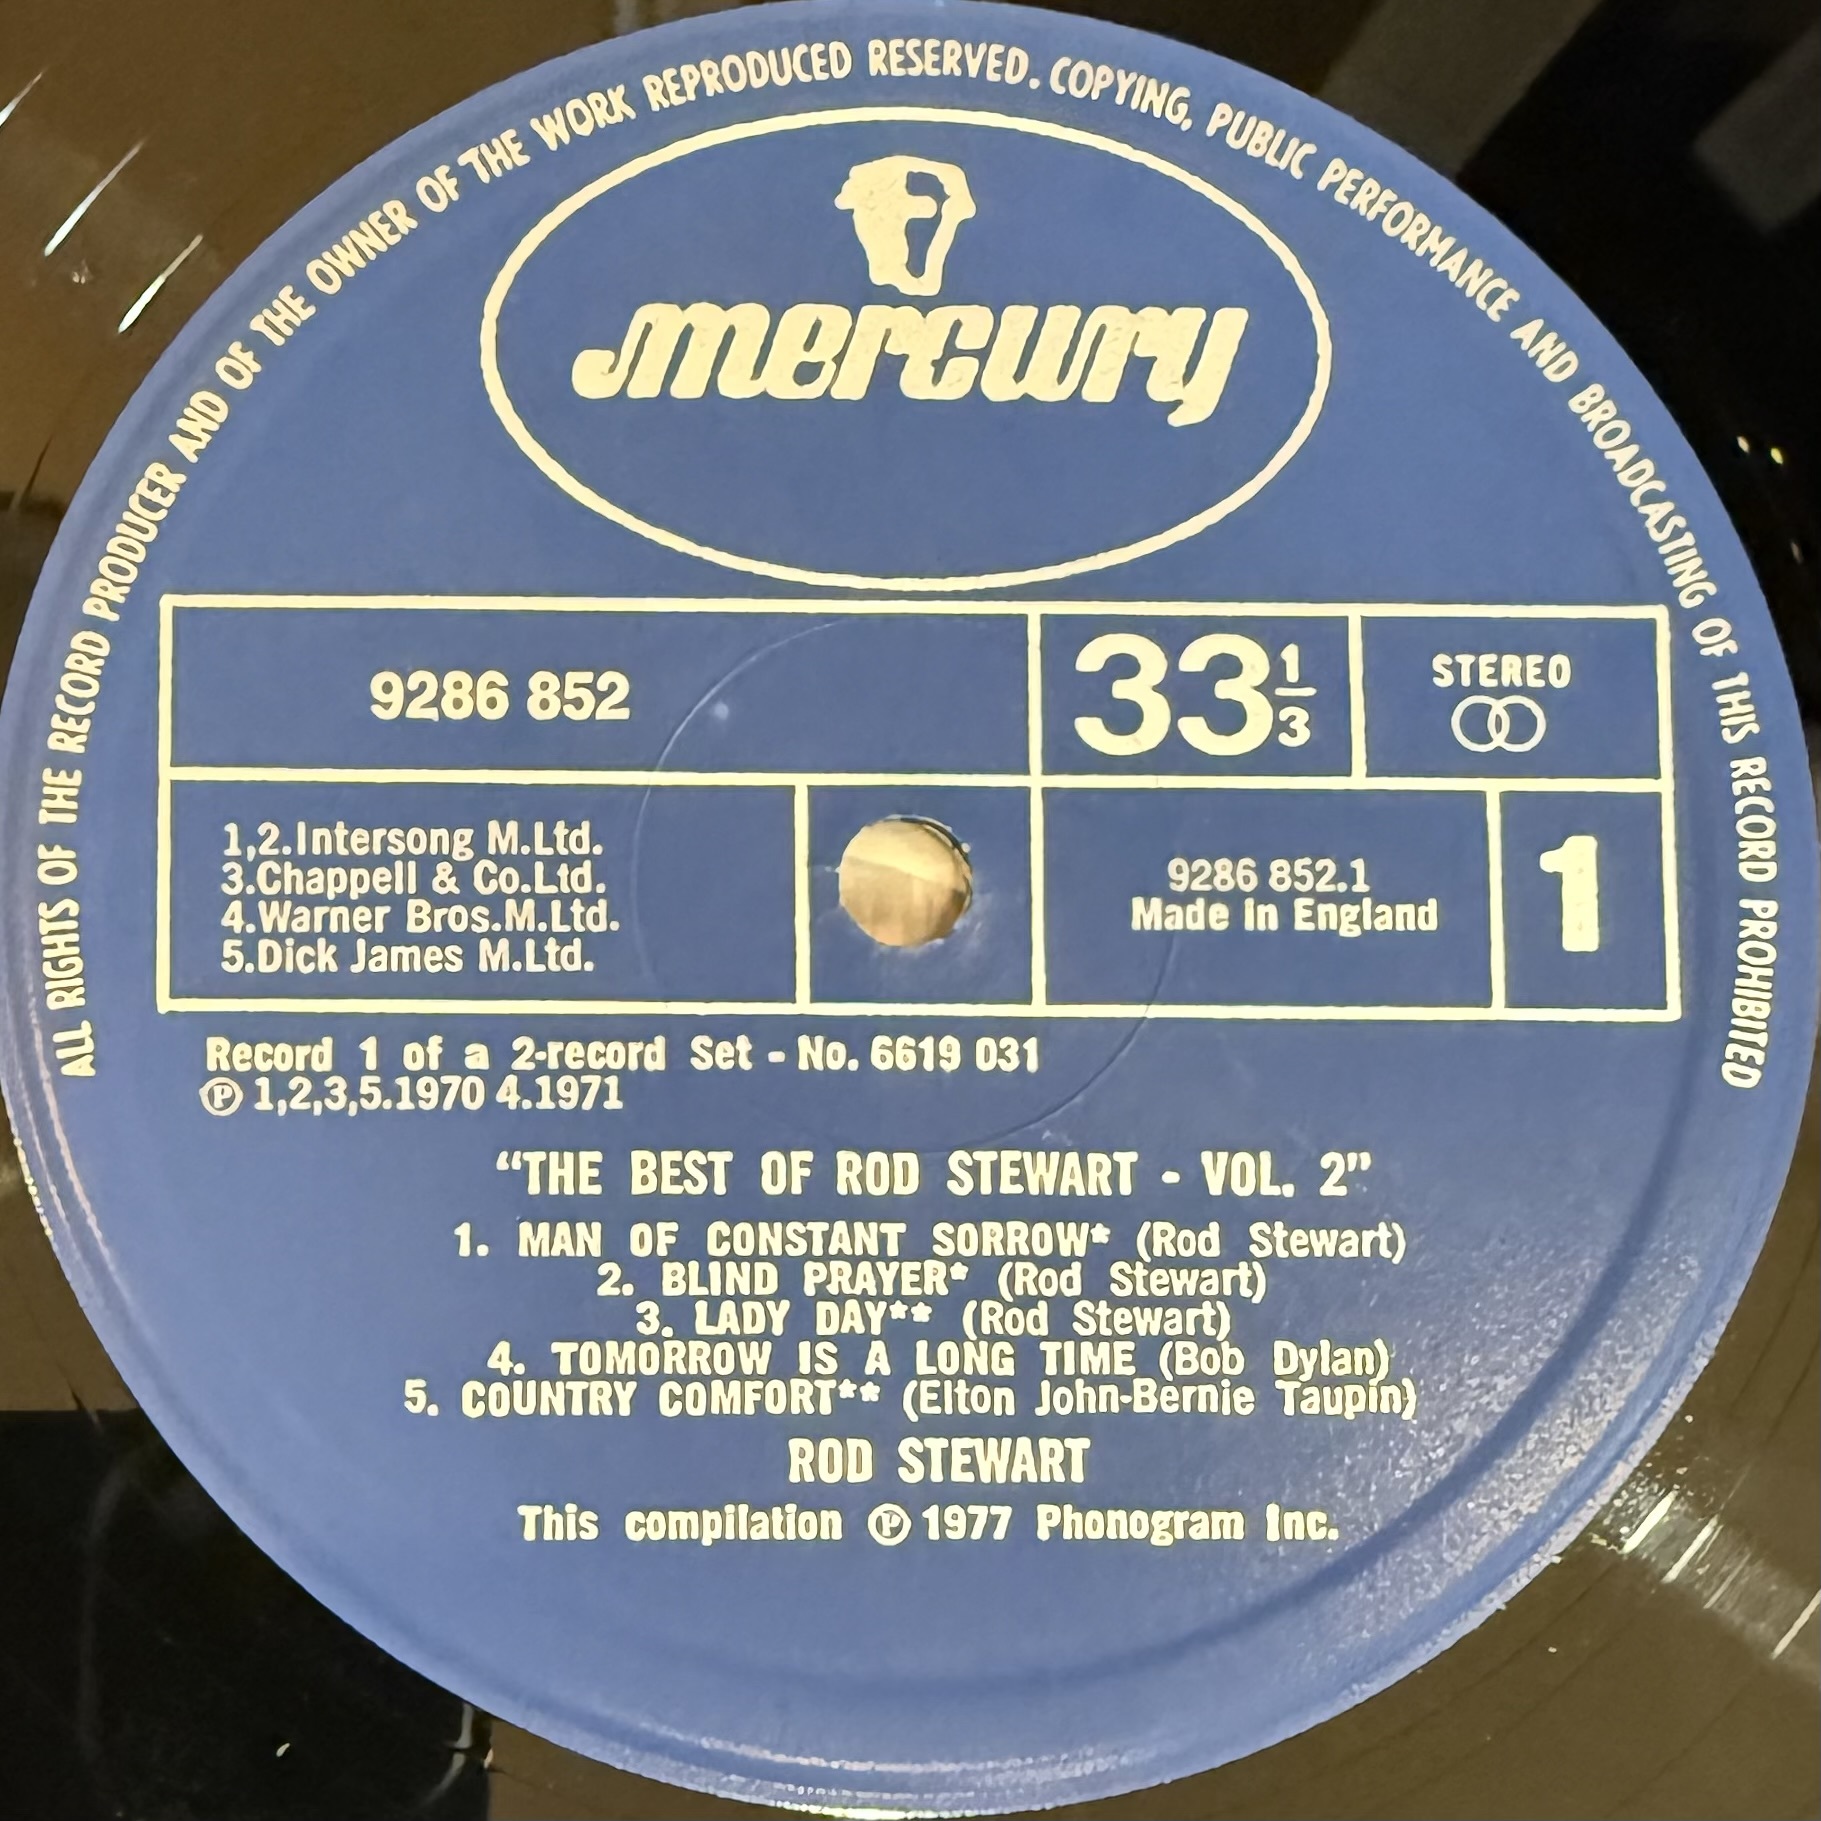 ALL RIGHTS OF THE RECORD PRODUCER AND OF THE OWNER OF THE WORK REPRODUCED RESERVED. COPYING, PUBLIC PERFORMANCE AND BROADCASTING OF THIS RECORD PROHIBITED
mercury
9286 852
33 1/3
STEREO
1,2.Intersong M.Ltd.
3.Chappell & Co.Ltd.
4.Warner Bros.M.Ltd.
5.Dick James M.Ltd.
9286 852.1
Made in England
1
Record 1 of a 2-record Set - No. 6619 031
℗ 1,2,3,5.1970 4.1971
“THE BEST OF ROD STEWART - VOL. 2”
1. MAN OF CONSTANT SORROW* (Rod Stewart)
2. BLIND PRAYER* (Rod Stewart)
3. LADY DAY** (Rod Stewart)
4. TOMORROW IS A LONG TIME (Bob Dylan)
5. COUNTRY COMFORT** (Elton John-Bernie Taupin)
ROD STEWART
This compilation ℗ 1977 Phonogram Inc.